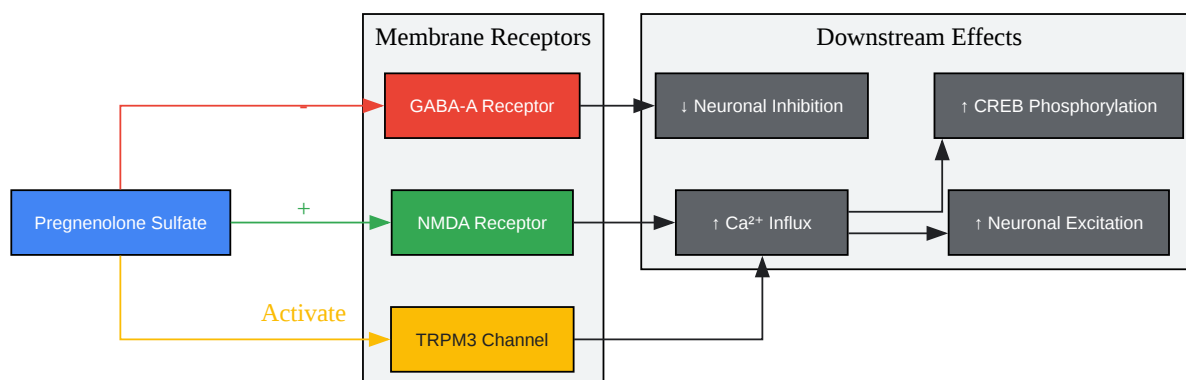 Membrane Receptors
Downstream Effects
-
GABA-A Receptor
↓ Neuronal Inhibition
↑ CREB Phosphorylation
Pregnenolone Sulfate
+
NMDA Receptor
↑ Ca²⁺ Influx
↑ Neuronal Excitation
Activate
TRPM3 Channel